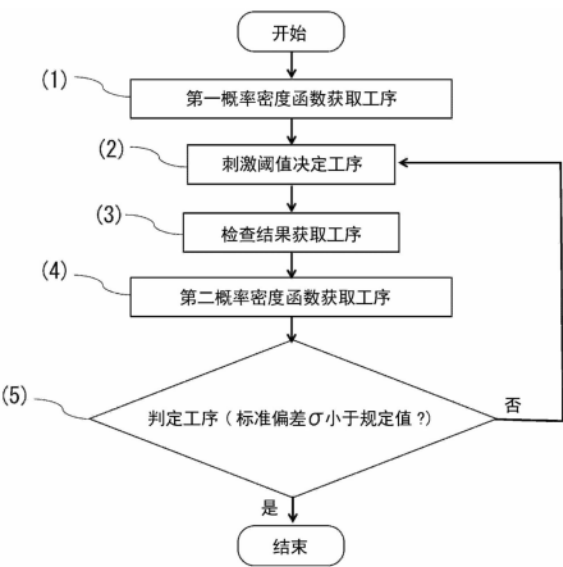 开始
(1)
第一概率密度函数获取工序
(2)
刺激阈值决定工序
(3)
检查结果获取工序
(4)
第二概率密度函数获取工序
(5)
判定工序(标准偏差σ小于规定值?)
否
是
结束